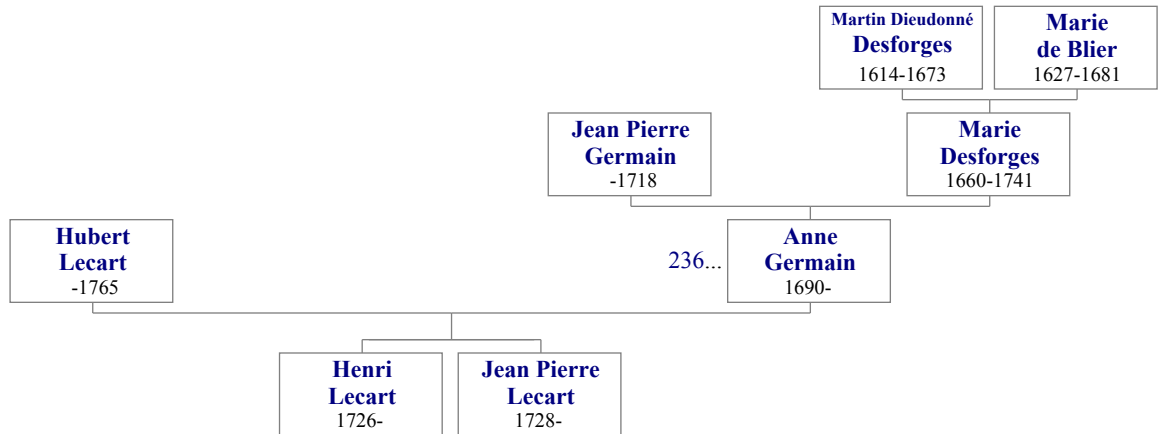 Martin Dieudonné
Desforges
1614-1673
Marie
de Blier
1627-1681
Jean Pierre
Germain
-1718
Marie
Desforges
1660-1741
Hubert
Lecart
-1765
236...
Anne
Germain
1690-
Henri
Lecart
1726-
Jean Pierre
Lecart
1728-